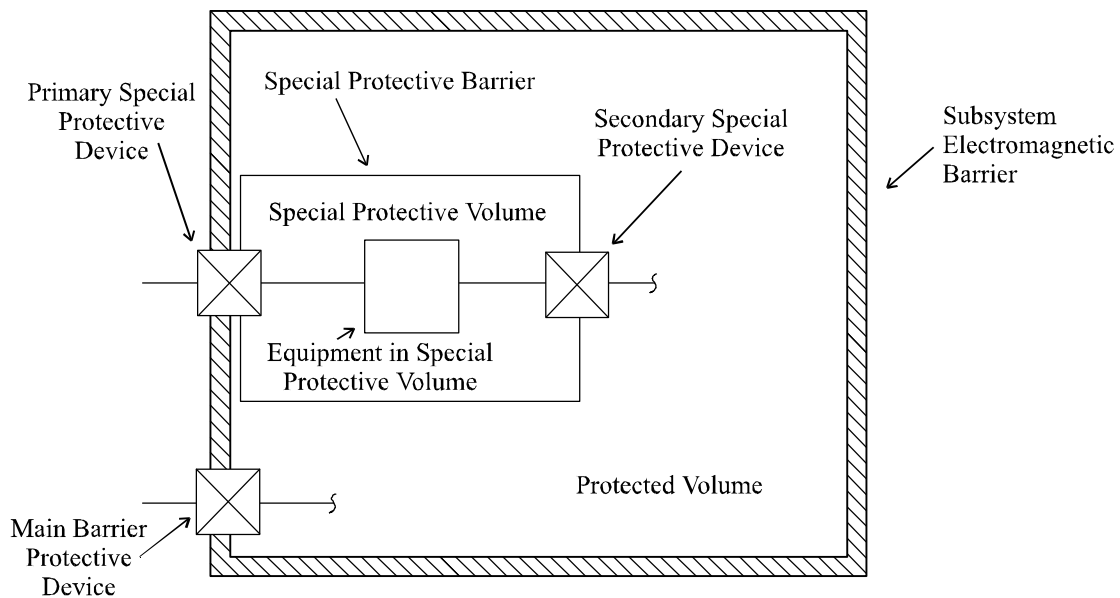 Primary Special
Protective
Device
Special Protective Barrier
Secondary Special
Protective Device
Subsystem
Electromagnetic
Barrier
Special Protective Volume
Equipment in Special
Protective Volume
Protected Volume
Main Barrier
Protective
Device